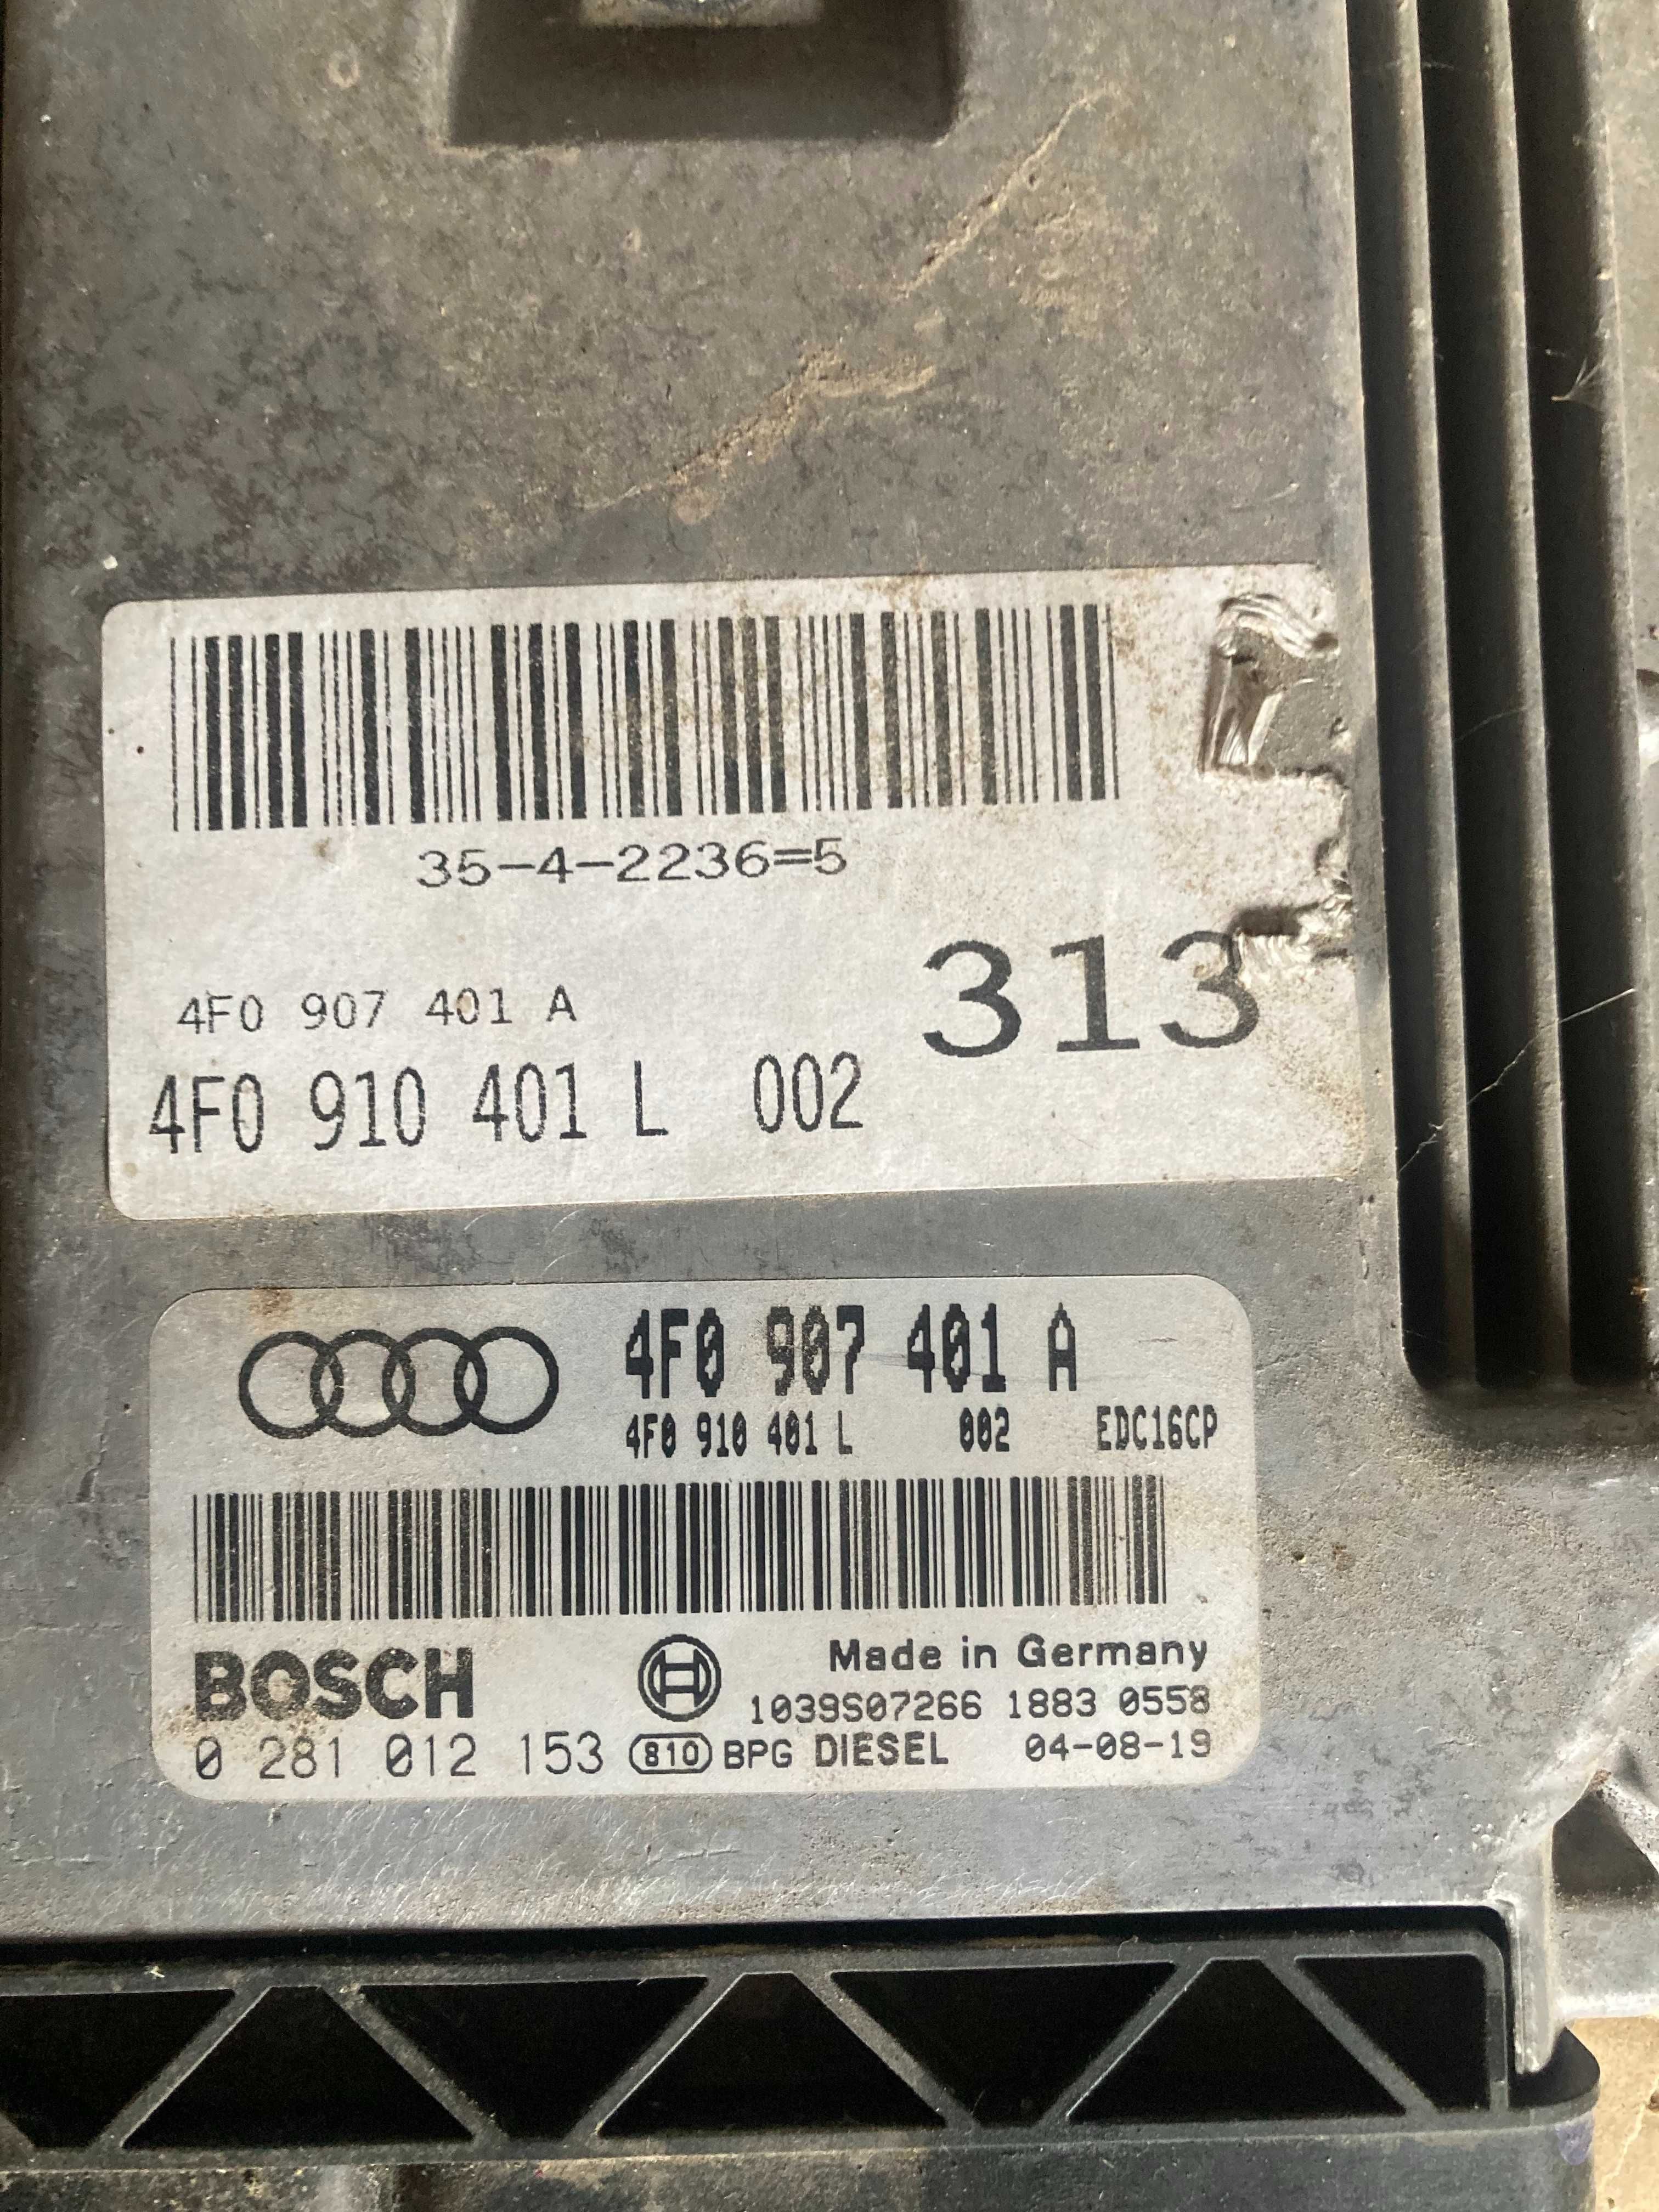 35-4-2236=5
313
4F0 907 401 A
4F0 910 401 L 002
4F0 907 401 A
4F0 910 401 L 002 EDC16CP
BOSCH Made in Germany
1039S07266 1883 0558
0 281 012 153 810 BPG DIESEL 04-08-19